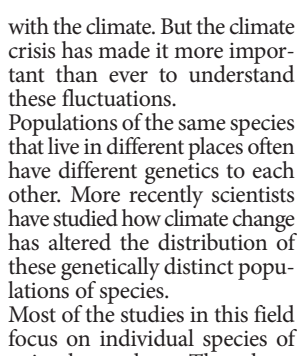 with the climate. But the climate
crisis has made it more impor-
tant than ever to understand
these fluctuations.
Populations of the same species
that live in different places often
have different genetics to each
other. More recently scientists
have studied how climate change
has altered the distribution of
these genetically distinct popu-
lations of species.
Most of the studies in this field
focus on individual species of